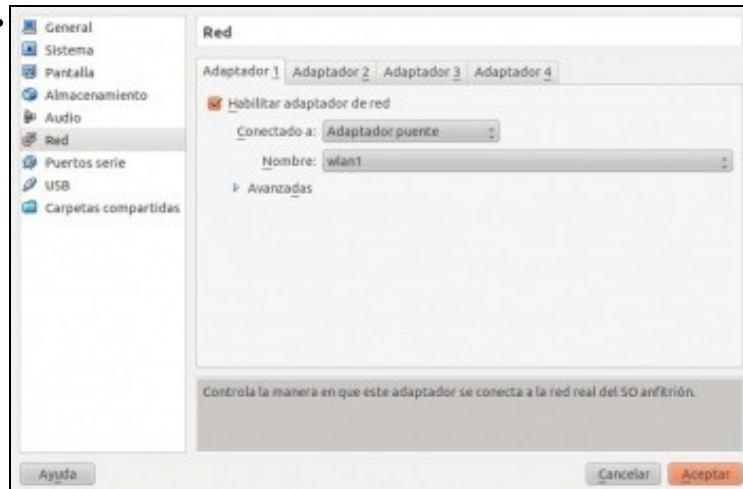 General
Sistema
Pantalla
Almacenamiento
Audio
Red
Puertos serie
USB
Carpetas compartidas
Red
Adaptador 1 Adaptador 2 Adaptador 3 Adaptador 4
Habilitar adaptador de red
Conectado a: Adaptador puente
Nombre: wlan1
Avanzadas
Controla la manera en que este adaptador se conecta a la red real del SO anfitrión.
Ayuda Cancelar Aceptar